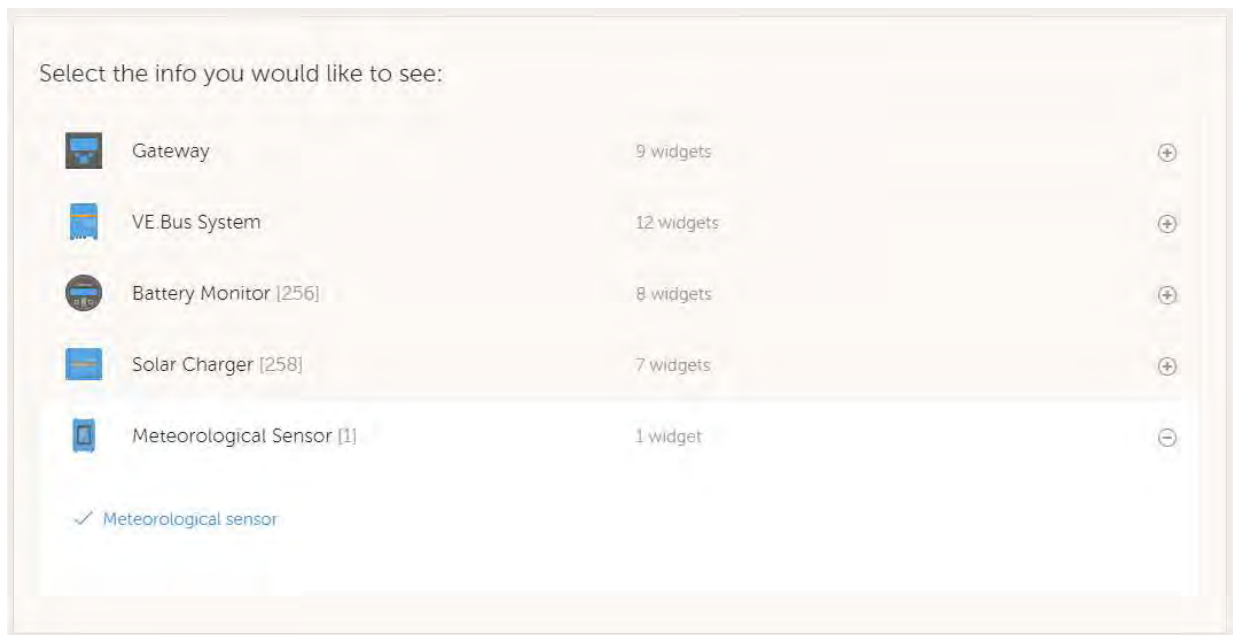 Select the info you would like to see:
Gateway 9 widgets
VE.Bus System 12 widgets
Battery Monitor [256] 8 widgets
Solar Charger [258] 7 widgets
Meteorological Sensor [1] 1 widget
Meteorological sensor